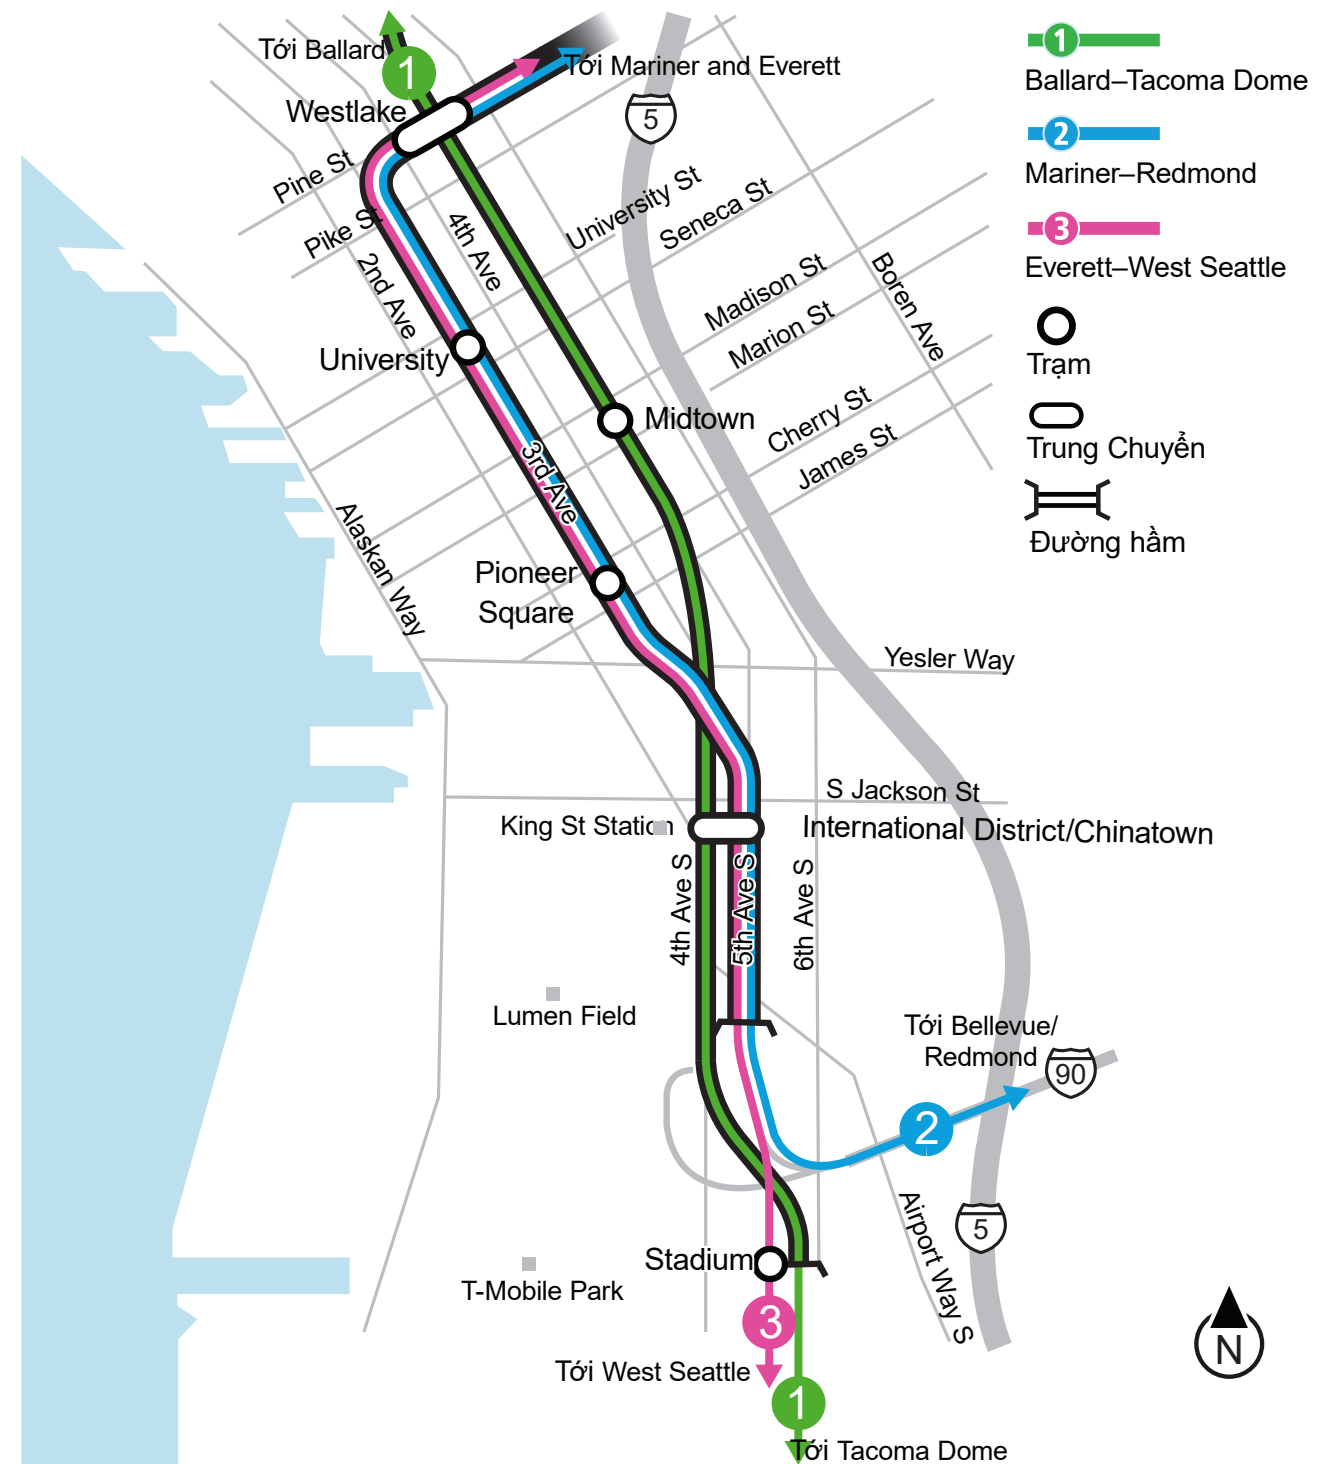 Tới Ballard
1
Tới Mariner and Everett
Westlake
5
Pine St
Pike St
4th Ave
2nd Ave
University St
Seneca St
Madison St
Marion St
Boren Ave
University
Midtown
Cherry St
James St
3rd Ave
Alaskan Way
Pioneer
Square
Yesler Way
S Jackson St
King St Station
International District/Chinatown
4th Ave S
5th Ave S
6th Ave S
Lumen Field
Tới Bellevue/
Redmond
90
2
Airport Way S
5
Stadium
T-Mobile Park
3
Tới West Seattle
1
Tới Tacoma Dome
1
Ballard–Tacoma Dome
2
Mariner–Redmond
3
Everett–West Seattle
Trạm
Trung Chuyển
Đường hầm
N